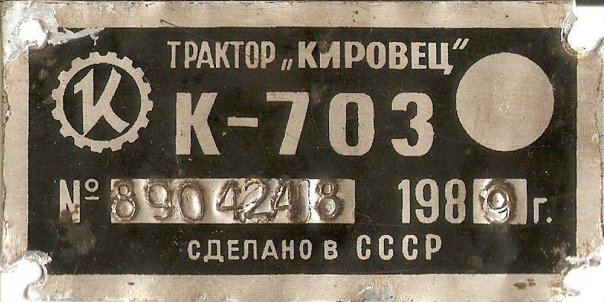 ТРАКТОР „КИРОВЕЦ"
К
К-703
№ 8904248 1989 г.
СДЕЛАНО В СССР